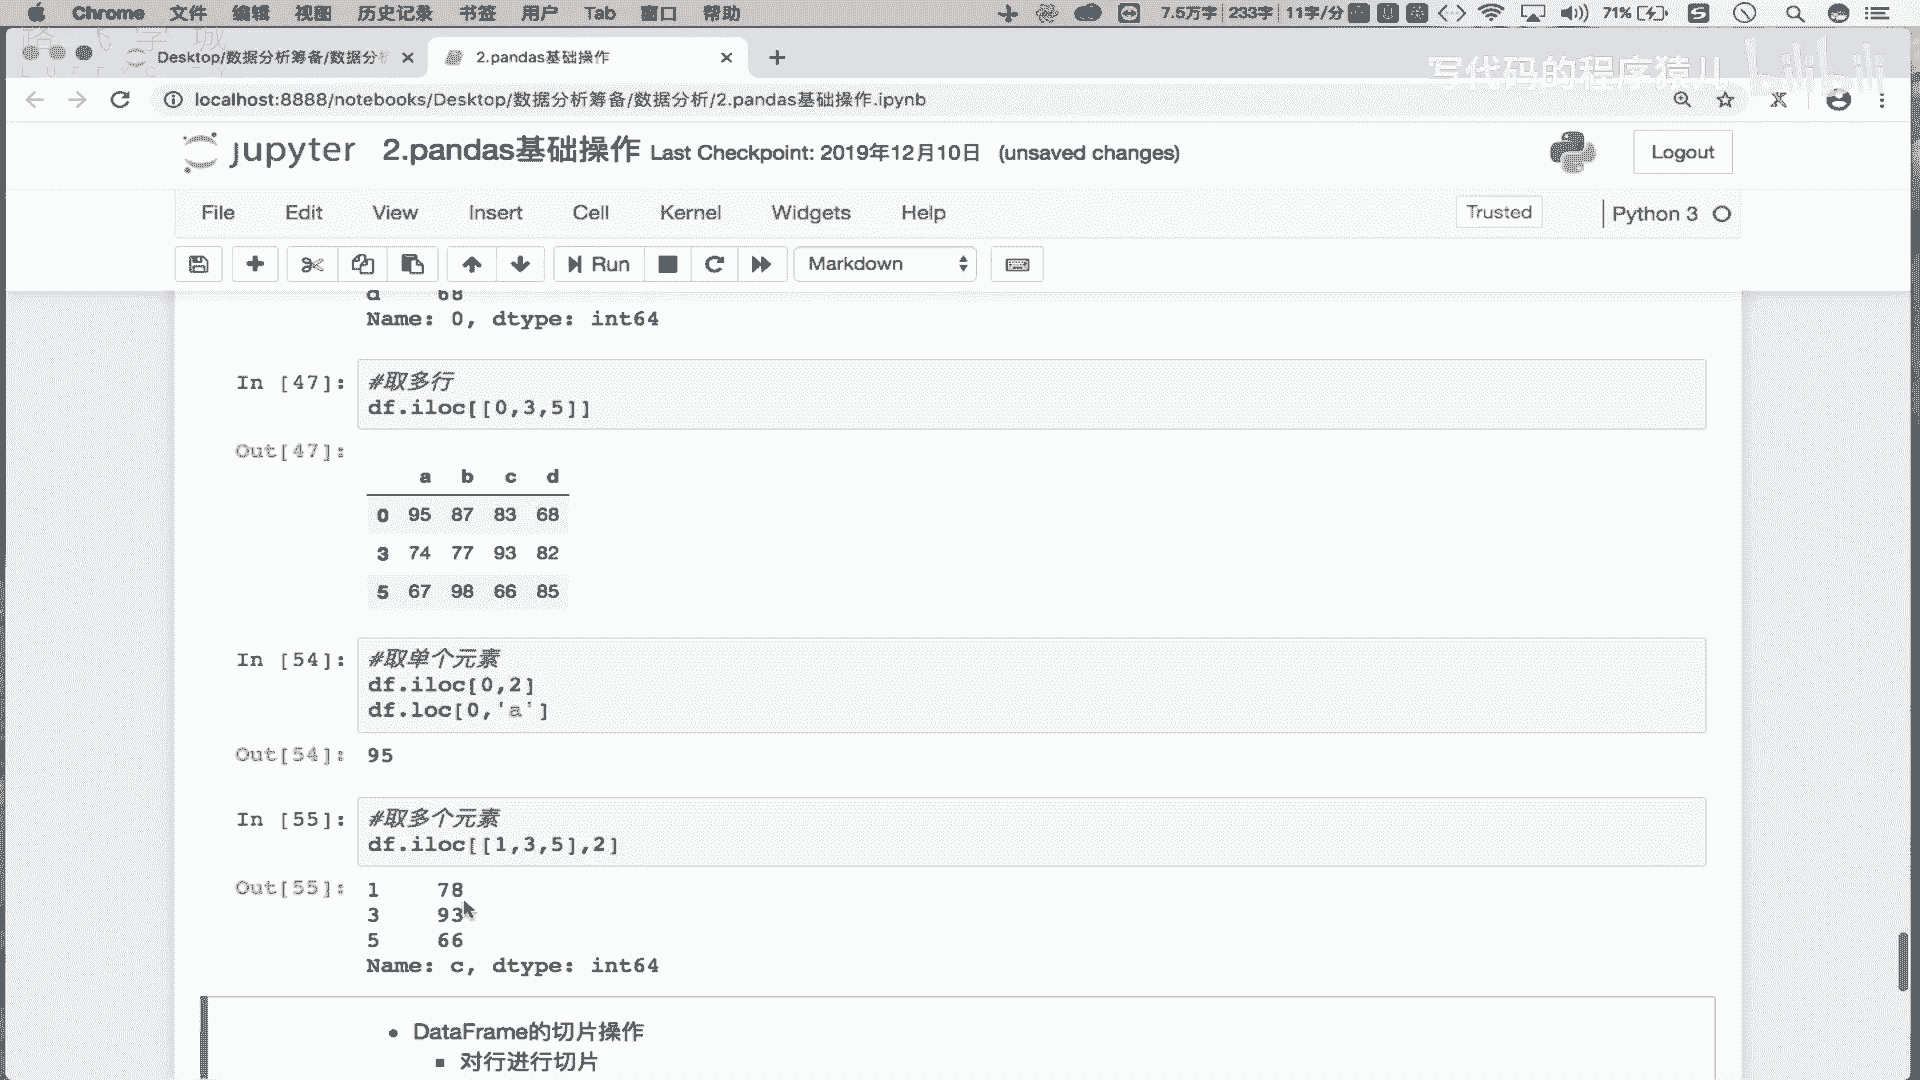 Chrome 文件 编辑 视图 历史记录 书签 用户 Tab 窗口 帮助 7.5万字 233字 11字/分 71%
路飞学城
Desktop/数据分析筹备/数据分析 2.pandas基础操作
写代码的程序猿儿 bilibili
localhost:8888/notebooks/Desktop/数据分析筹备/数据分析/2.pandas基础操作.ipynb
jupyter 2.pandas基础操作 Last Checkpoint: 2019年12月10日 (unsaved changes) Logout
File Edit View Insert Cell Kernel Widgets Help Trusted Python 3
Run Markdown
d 68
Name: 0, dtype: int64
In [47]: #取多行
df.iloc[[0,3,5]]
Out[47]:
a b c d
0 95 87 83 68
3 74 77 93 82
5 67 98 66 85
In [54]: #取单个元素
df.iloc[0,2]
df.loc[0,'a']
Out[54]: 95
In [55]: #取多个元素
df.iloc[[1,3,5],2]
Out[55]: 1 78
3 93
5 66
Name: c, dtype: int64
DataFrame的切片操作
对行进行切片